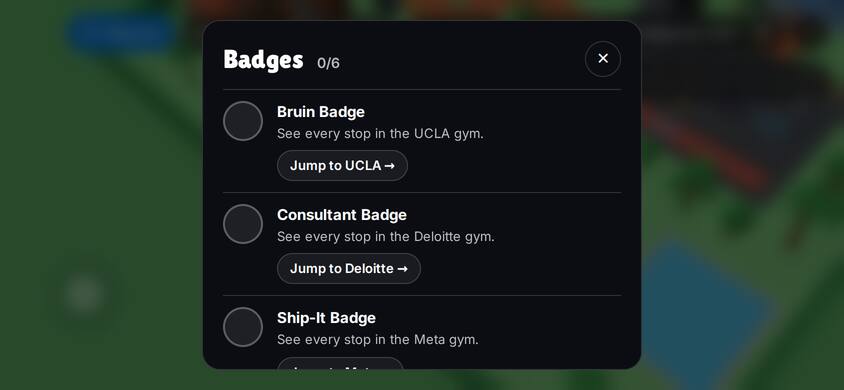 Badges 0/6 ✕
Bruin Badge
See every stop in the UCLA gym.
Jump to UCLA →
Consultant Badge
See every stop in the Deloitte gym.
Jump to Deloitte →
Ship-It Badge
See every stop in the Meta gym.